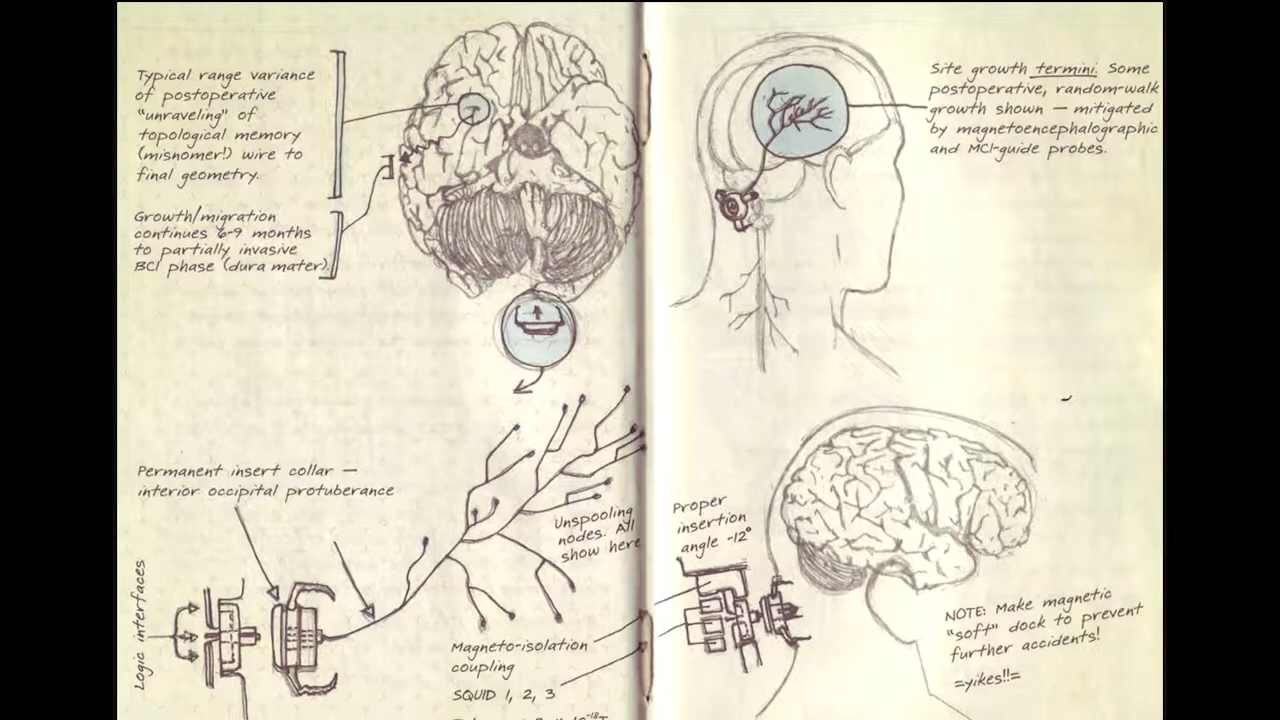 Typical range variance
of postoperative
"unraveling" of
topological memory
(misnomer!) wire to
final geometry.
Growth/migration
continues 6-9 months
to partially invasive
BCI phase (dura mater).
Permanent insert collar —
interior occipital protuberance
Logic interfaces
Unspooling
nodes. All
show here
Magneto-isolation
coupling
SQUID 1, 2, 3
Site growth termini. Some
postoperative, random-walk
growth shown — mitigated
by magnetoencephalographic
and MCI-guide probes.
Proper
insertion
angle -12°
NOTE: Make magnetic
"soft" dock to prevent
further accidents!
=yikes!!=